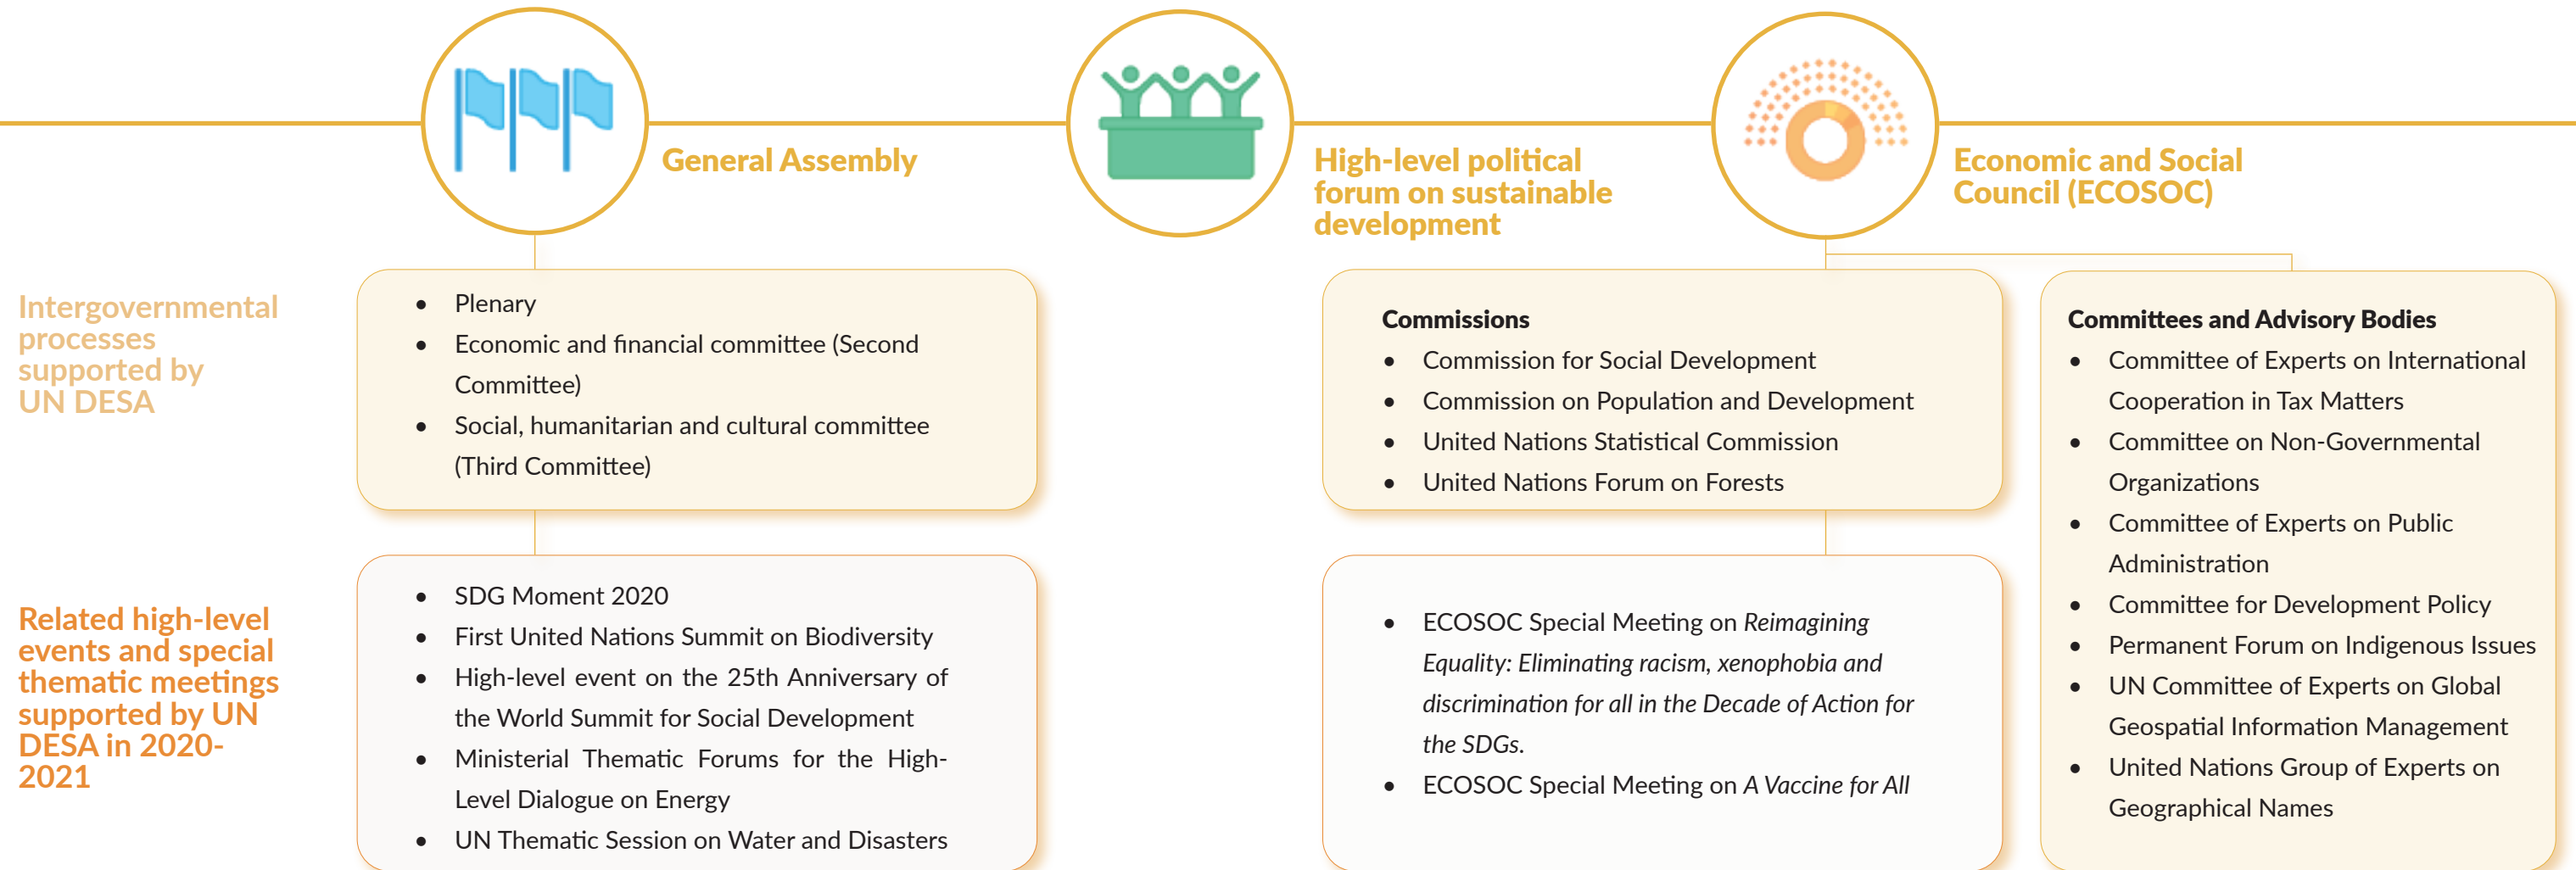 General Assembly
High-level political
forum on sustainable
development
Economic and Social
Council (ECOSOC)
Intergovernmental
processes
supported by
UN DESA
• Plenary
• Economic and financial committee (Second
Committee)
• Social, humanitarian and cultural committee
(Third Committee)
Commissions
• Commission for Social Development
• Commission on Population and Development
• United Nations Statistical Commission
• United Nations Forum on Forests
Committees and Advisory Bodies
• Committee of Experts on International
Cooperation in Tax Matters
• Committee on Non-Governmental
Organizations
• Committee of Experts on Public
Administration
• Committee for Development Policy
• Permanent Forum on Indigenous Issues
• UN Committee of Experts on Global
Geospatial Information Management
• United Nations Group of Experts on
Geographical Names
Related high-level
events and special
thematic meetings
supported by UN
DESA in 2020-
2021
• SDG Moment 2020
• First United Nations Summit on Biodiversity
• High-level event on the 25th Anniversary of
the World Summit for Social Development
• Ministerial Thematic Forums for the High-
Level Dialogue on Energy
• UN Thematic Session on Water and Disasters
• ECOSOC Special Meeting on Reimagining
Equality: Eliminating racism, xenophobia and
discrimination for all in the Decade of Action for
the SDGs.
• ECOSOC Special Meeting on A Vaccine for All